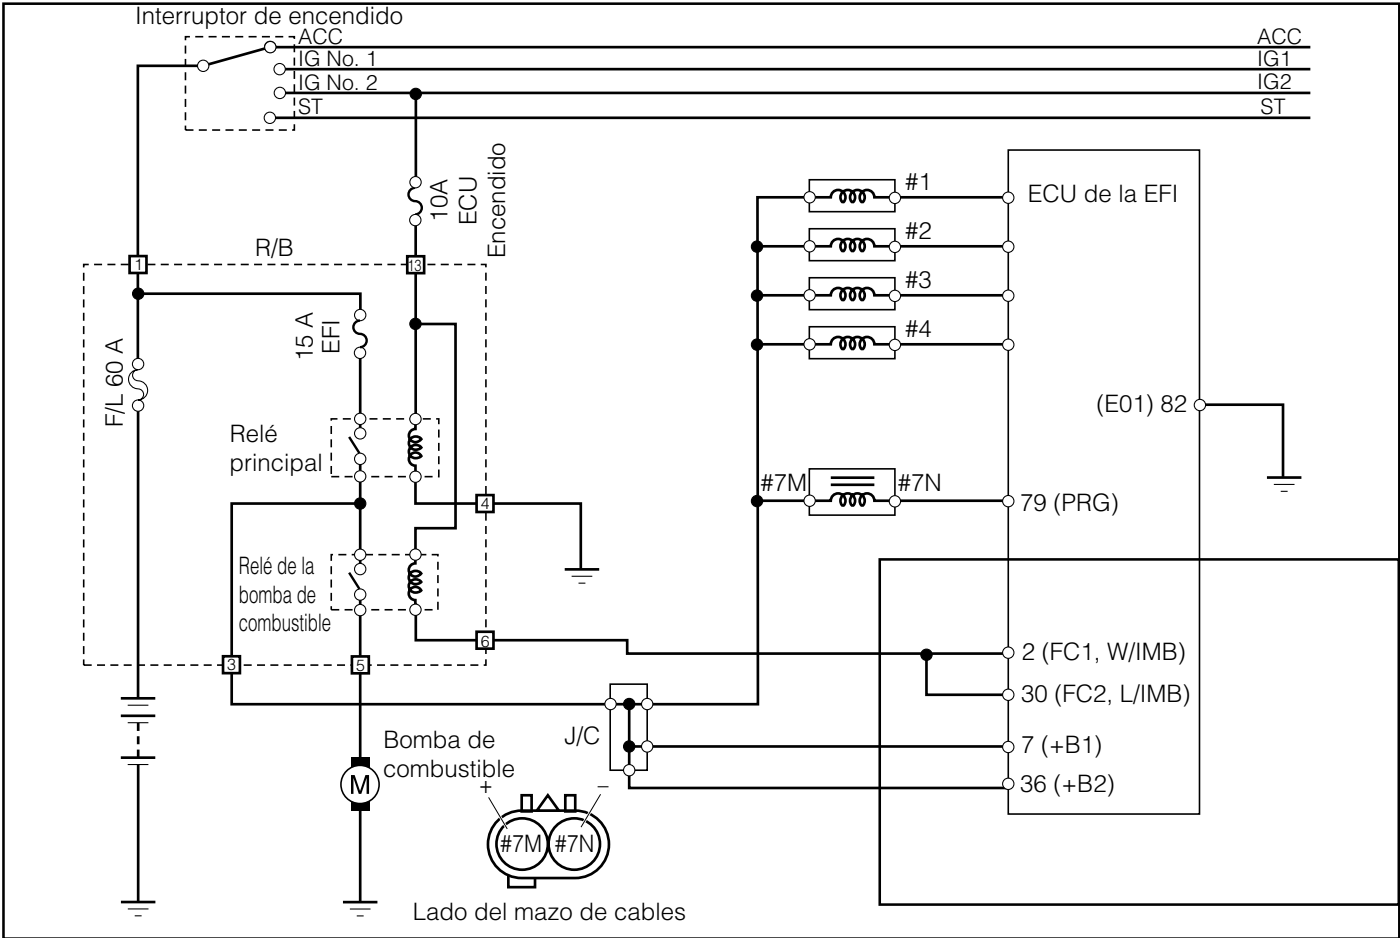 Interruptor de encendido
ACC
ACC
IG No. 1
IG1
IG No. 2
IG2
ST
ST
10A
ECU
Encendido
R/B
1
13
15 A
EFI
F/L 60 A
Relé
principal
4
Relé de la
bomba de
combustible
6
3
5
#1
#2
#3
#4
ECU de la EFI
(E01) 82
#7M
#7N
79 (PRG)
2 (FC1, W/IMB)
30 (FC2, L/IMB)
7 (+B1)
36 (+B2)
J/C
Bomba de
combustible
M
+
−
#7M
#7N
Lado del mazo de cables